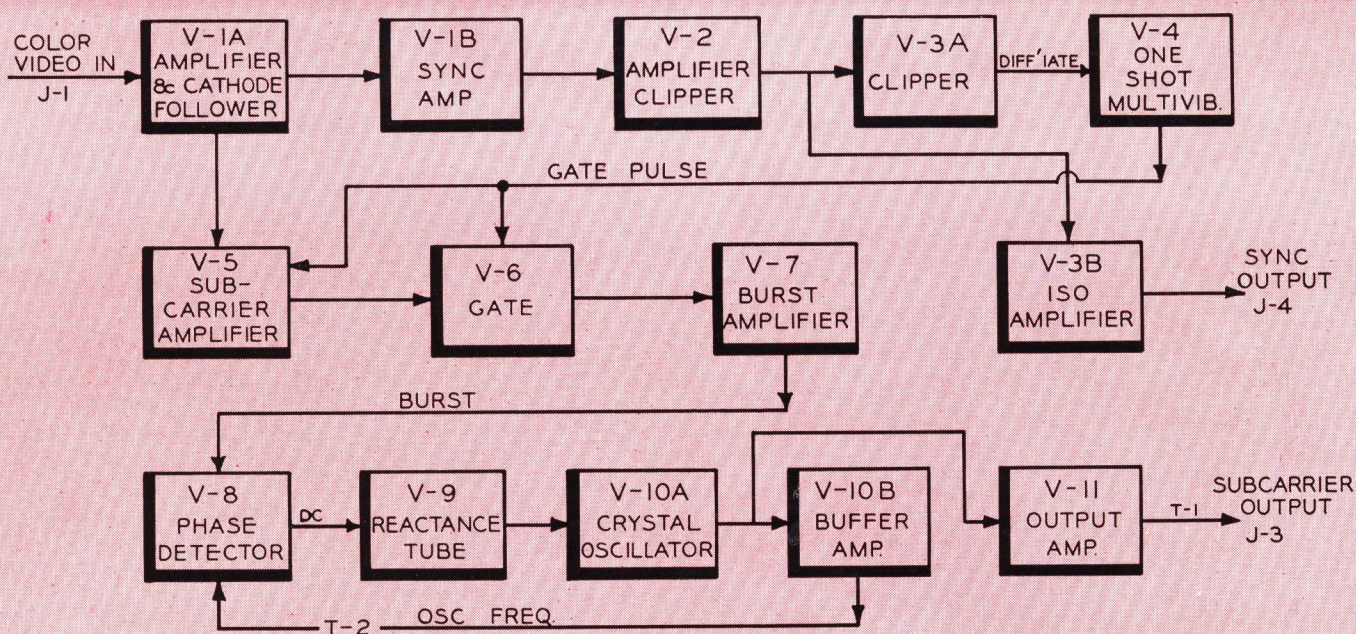 COLOR
VIDEO IN
J-1
V-1A
AMPLIFIER
& CATHODE
FOLLOWER
V-1B
SYNC
AMP
V-2
AMPLIFIER
CLIPPER
V-3A
CLIPPER
DIFF'IATE
V-4
ONE
SHOT
MULTIVIB.
GATE PULSE
V-5
SUB-
CARRIER
AMPLIFIER
V-6
GATE
V-7
BURST
AMPLIFIER
V-3B
ISO
AMPLIFIER
SYNC
OUTPUT
J-4
BURST
V-8
PHASE
DETECTOR
DC
V-9
REACTANCE
TUBE
V-10A
CRYSTAL
OSCILLATOR
V-10B
BUFFER
AMP.
V-11
OUTPUT
AMP.
T-1
SUBCARRIER
OUTPUT
J-3
T-2
OSC FREQ.